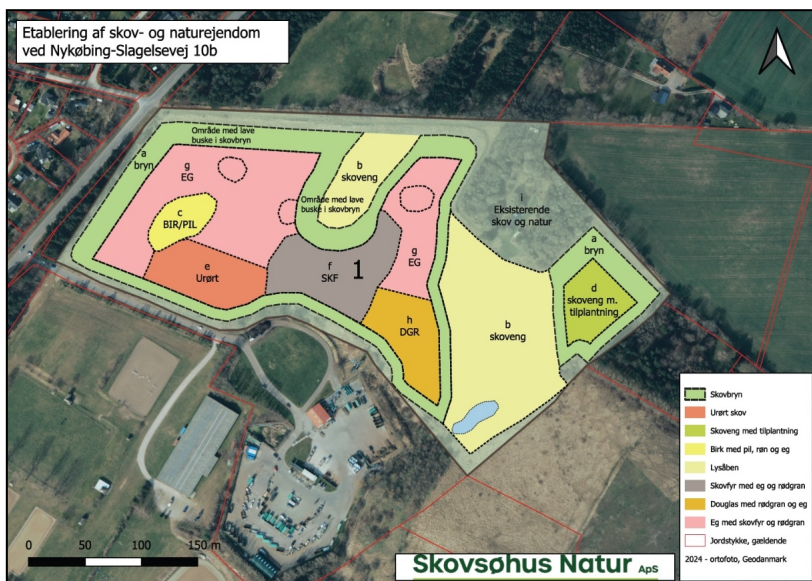 Etablering af skov- og naturejendom
ved Nykøbing-Slagelsevej 10b
Område med lave
buske i skovbryn
a
bryn
g
EG
b
skoveng
Område med lave
buske i skovbryn
c
BIR/PIL
i
Eksisterende
skov og natur
g
EG
a
bryn
e
Urørt
f
SKF
1
d
skoveng m.
tilplantning
h
DGR
b
skoveng
Skovbryn
Urørt skov
Skoveng med tilplantning
Birk med pil, røn og eg
Lysåben
Skovfyr med eg og rødgran
Douglas med rødgran og eg
Eg med skovfyr og rødgran
Jordstykke, gældende
2024 - ortofoto, Geodanmark
0 50 100 150 m
Skovsøhus Natur ApS